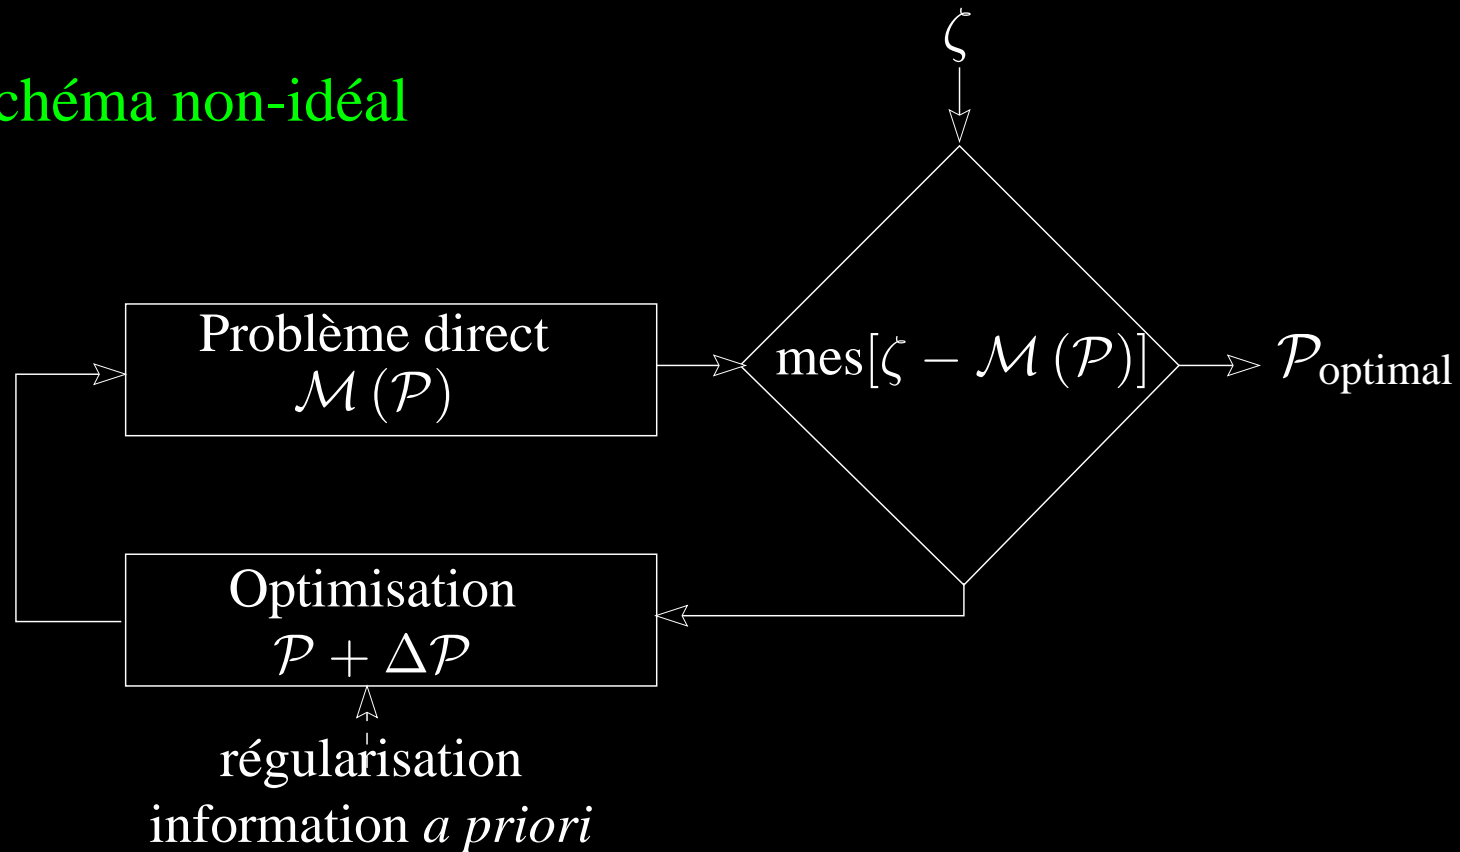 ζ
chéma non-idéal
Problème direct
ℳ (𝒫)
mes[ζ − ℳ (𝒫)]
𝒫optimal
Optimisation
𝒫 + Δ𝒫
régularisation
information a priori